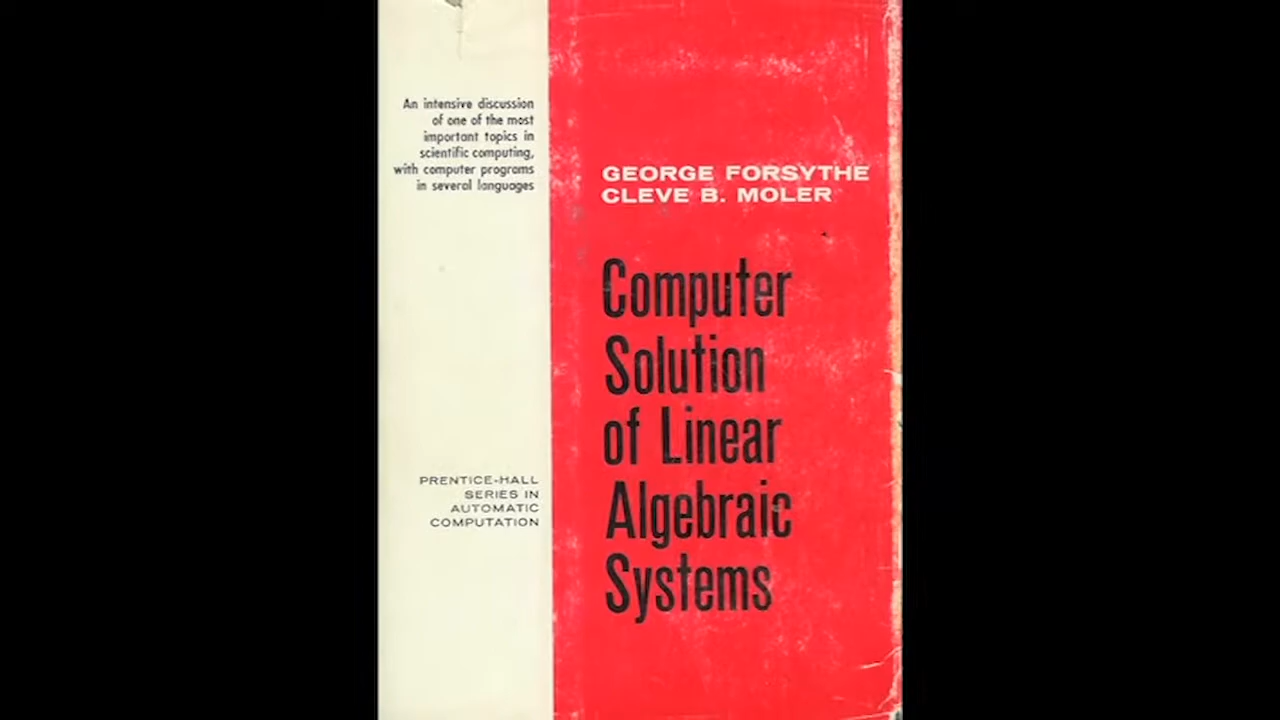 An intensive discussion
of one of the most
important topics in
scientific computing,
with computer programs
in several languages
GEORGE FORSYTHE
CLEVE B. MOLER
Computer
Solution
of Linear
Algebraic
Systems
PRENTICE-HALL
SERIES IN
AUTOMATIC
COMPUTATION